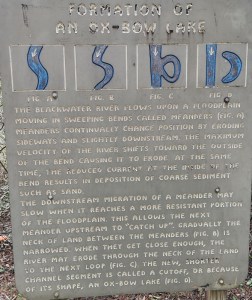 FORMATION OF
AN OX-BOW LAKE
FIG. A FIG. B FIG. C FIG. D
THE BLACKWATER RIVER FLOWS UPON A FLOODPLAIN
MOVING IN SWEEPING BENDS CALLED MEANDERS (FIG. A)
MEANDERS CONTINUALLY CHANGE POSITION BY ERODING
SIDEWAYS AND SLIGHTLY DOWNSTREAM. THE MAXIMUM
VELOCITY OF THE RIVER SHIFTS TOWARD THE OUTSIDE
OF THE BEND CAUSING IT TO ERODE AT THE SAME
TIME, THE REDUCED CURRENT AT THE INSIDE OF THE
BEND RESULTS IN DEPOSITION OF COARSE SEDIMENT
SUCH AS SAND.
THE DOWNSTREAM MIGRATION OF A MEANDER MAY
SLOW WHEN IT REACHES A MORE RESISTANT PORTION
OF THE FLOODPLAIN. THIS ALLOWS THE NEXT
MEANDER UPSTREAM TO "CATCH UP". GRADUALLY THE
NECK OF LAND BETWEEN THE MEANDERS (FIG. B) IS
NARROWED. WHEN THEY GET CLOSE ENOUGH, THE
RIVER MAY ERODE THROUGH THE NECK OF THE LAND
TO THE NEXT LOOP (FIG. C). THE NEW, SHORTER
CHANNEL SEGMENT IS CALLED A CUTOFF, OR BECAUSE
OF ITS SHAPE, AN OX-BOW LAKE (FIG. D).